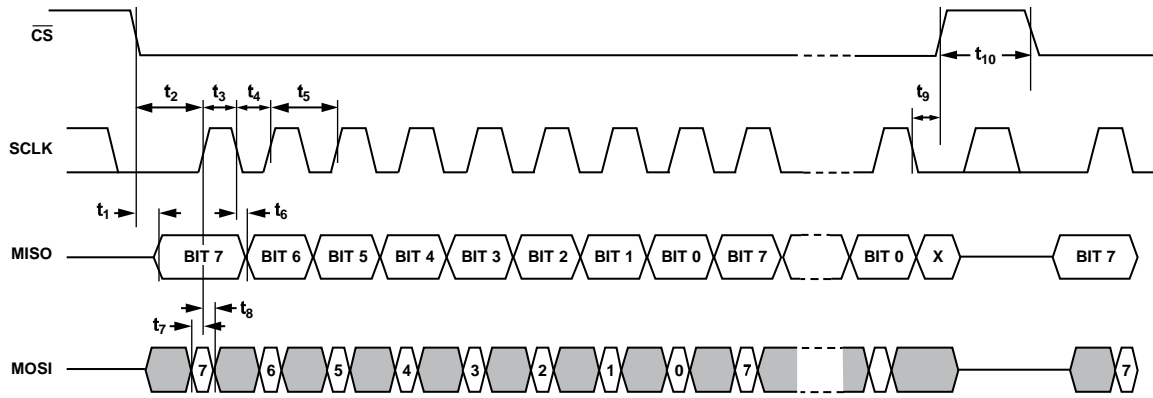 CS
t10
t2 t3 t4 t5
t9
SCLK
t1 t6
MISO BIT 7 BIT 6 BIT 5 BIT 4 BIT 3 BIT 2 BIT 1 BIT 0 BIT 7 BIT 0 X BIT 7
t7 t8
MOSI 7 6 5 4 3 2 1 0 7 7